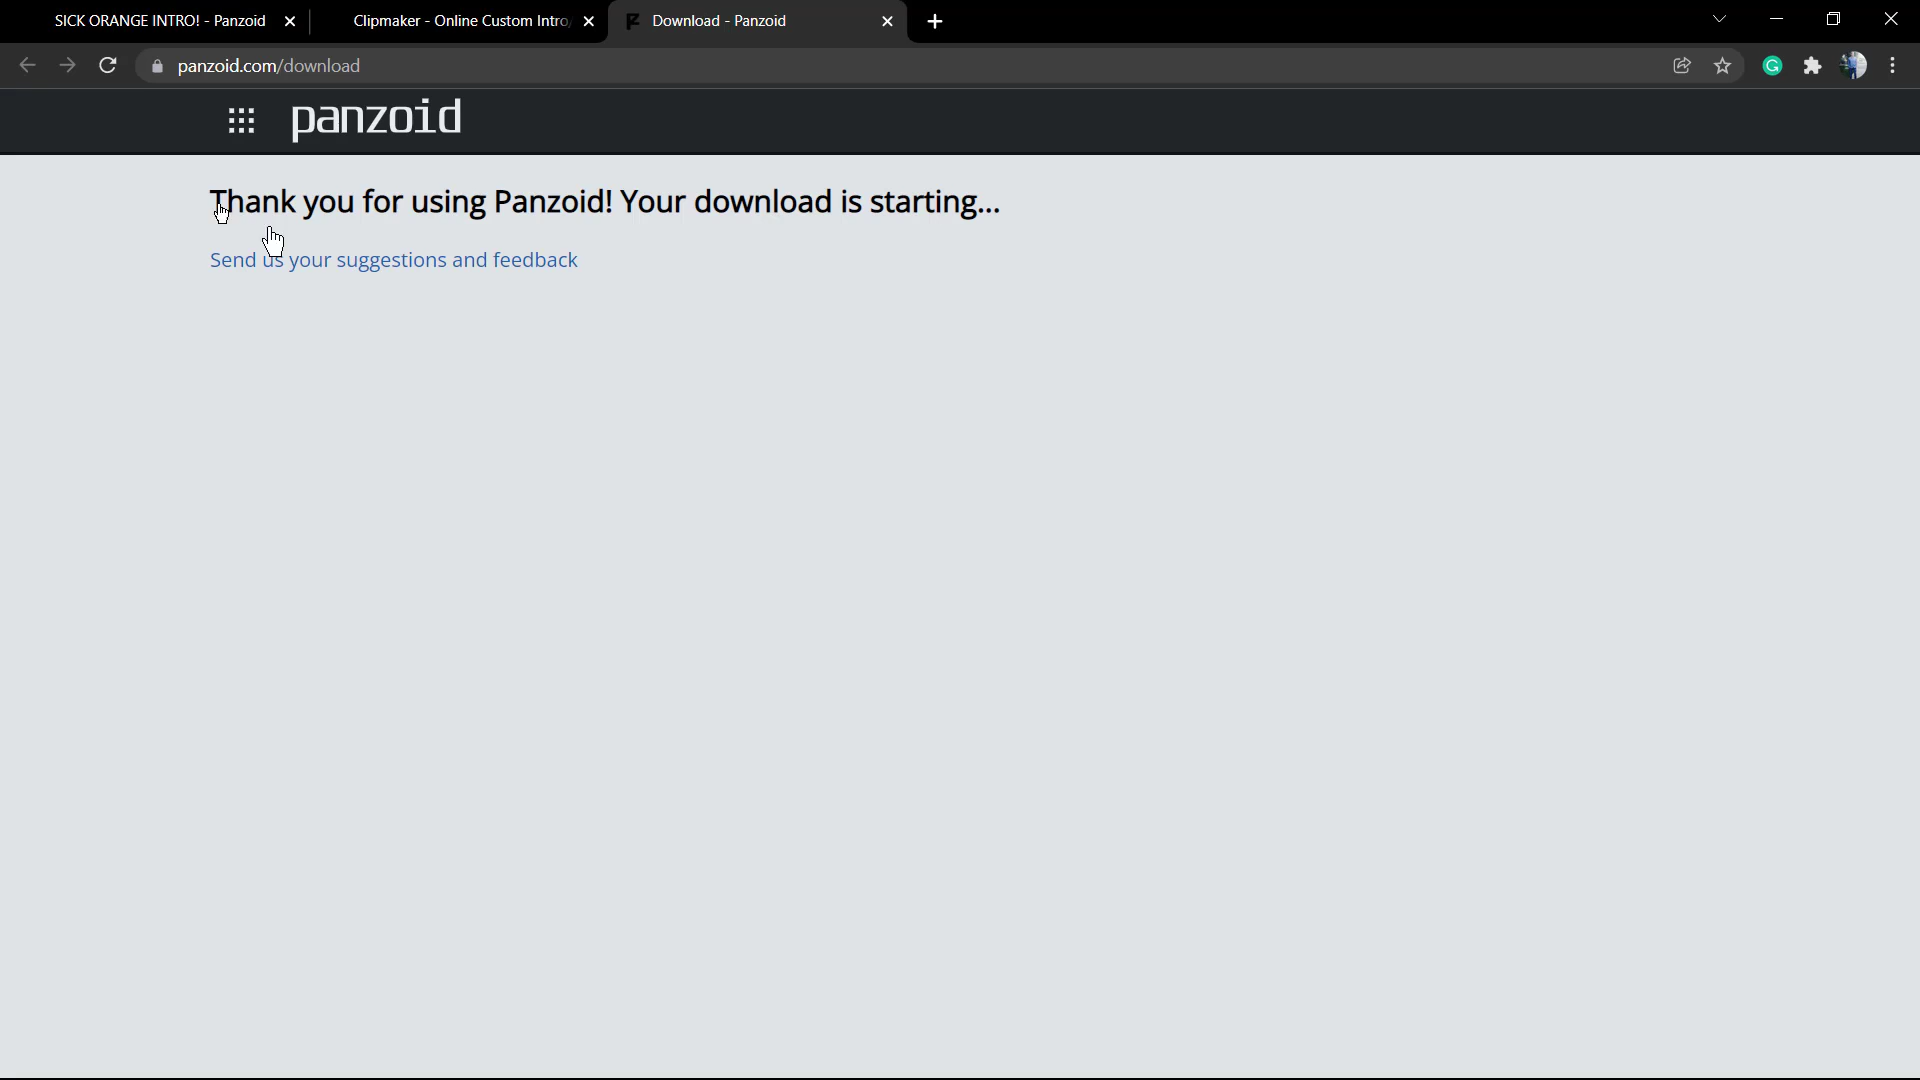 SICK ORANGE INTRO! - Panzoid
Clipmaker - Online Custom Intro/
Download - Panzoid
panzoid.com/download
panzoid
Thank you for using Panzoid! Your download is starting...
Send us your suggestions and feedback